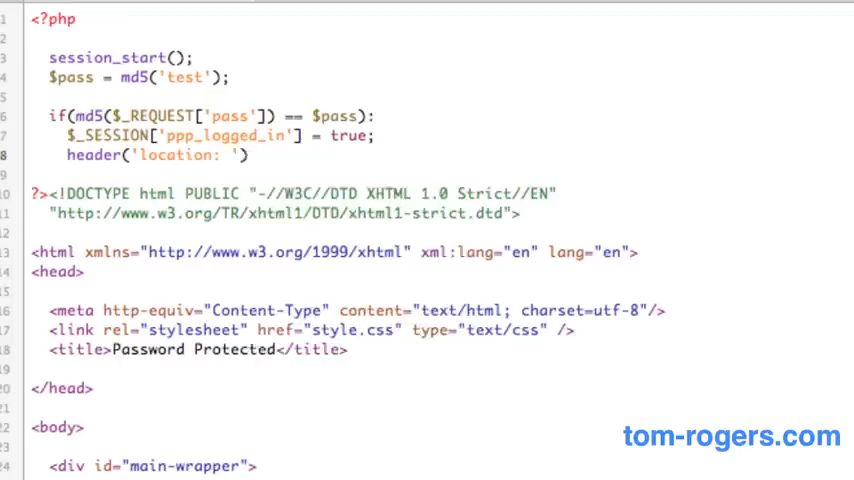 1 <?php
2
3 session_start();
4 $pass = md5('test');
5
6 if(md5($_REQUEST['pass']) == $pass):
7 $_SESSION['ppp_logged_in'] = true;
8 header('location: ')
9
10 ?><!DOCTYPE html PUBLIC "-//W3C//DTD XHTML 1.0 Strict//EN"
11 "http://www.w3.org/TR/xhtml1/DTD/xhtml1-strict.dtd">
12
13 <html xmlns="http://www.w3.org/1999/xhtml" xml:lang="en" lang="en">
14 <head>
15
16 <meta http-equiv="Content-Type" content="text/html; charset=utf-8"/>
17 <link rel="stylesheet" href="style.css" type="text/css" />
18 <title>Password Protected</title>
19
20 </head>
21
22 <body>
23
24 <div id="main-wrapper">
tom-rogers.com